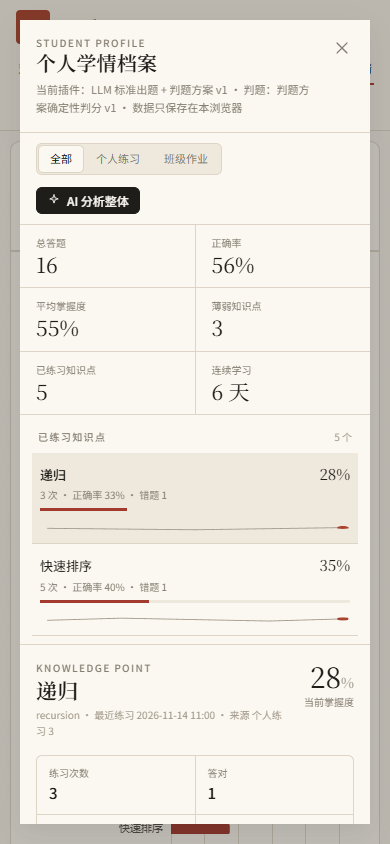 STUDENT PROFILE
个人学情档案
当前插件：LLM 标准出题 + 判题方案 v1 · 判题：判题方
案确定性判分 v1 · 数据只保存在本浏览器
全部 个人练习 班级作业
AI 分析整体
总答题 正确率
16 56%
平均掌握度 薄弱知识点
55% 3
已练习知识点 连续学习
5 6 天
已练习知识点 5 个
递归 28%
3 次 · 正确率 33% · 错题 1
快速排序 35%
5 次 · 正确率 40% · 错题 1
KNOWLEDGE POINT
递归
28%
当前掌握度
recursion · 最近练习 2026-11-14 11:00 · 来源 个人练
习 3
练习次数 答对
3 1
快速排序